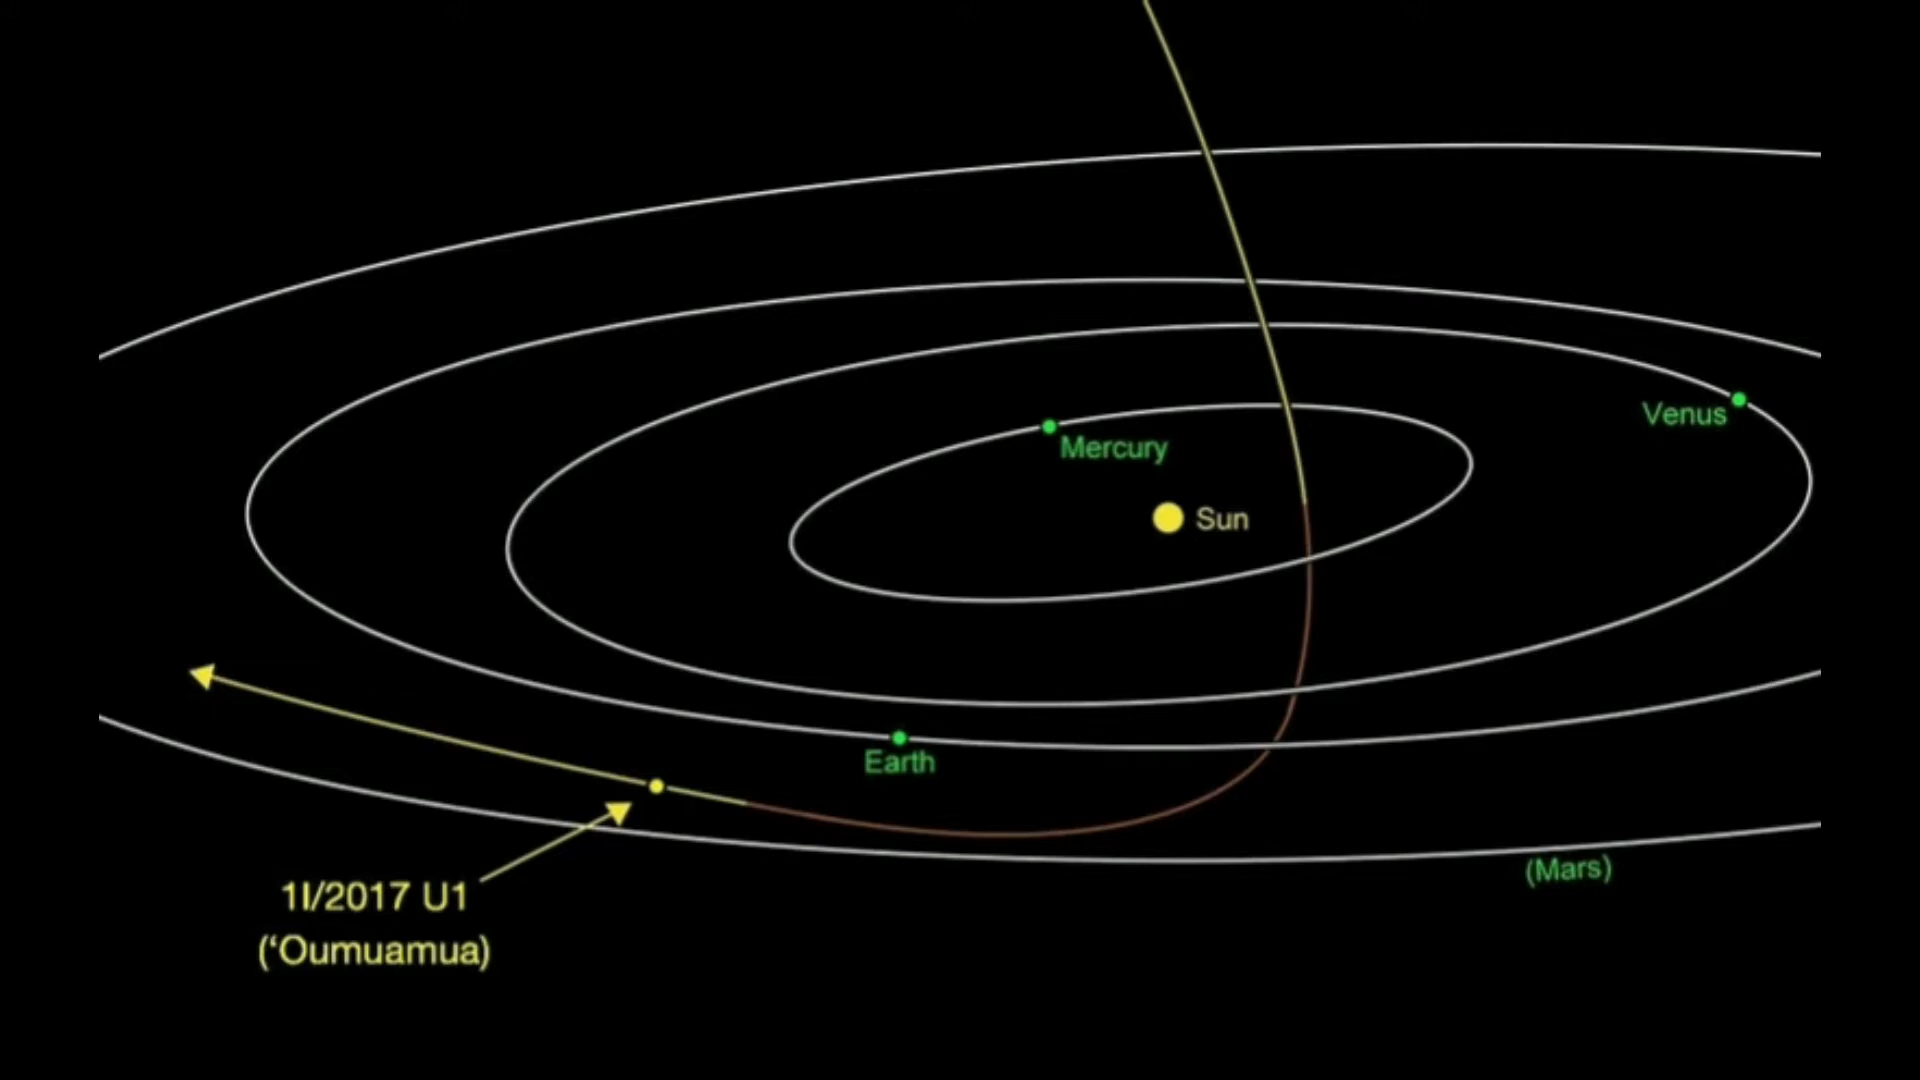 Venus
Mercury
Sun
Earth
(Mars)
1I/2017 U1
(‘Oumuamua)